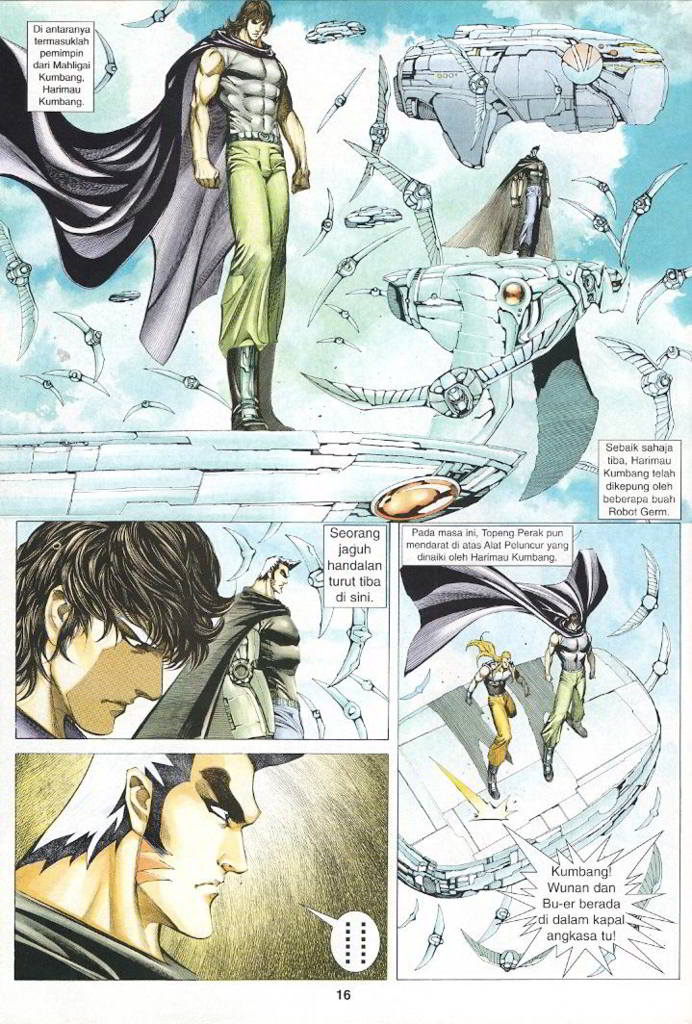 Di antaranya
termasuklah
pemimpin
dari Mahligai
Kumbang,
Harimau
Kumbang.
Sebaik sahaja
tiba, Harimau
Kumbang telah
dikepung oleh
beberapa buah
Robot Germ.
Seorang
jaguh
handalan
turut tiba
di sini.
Pada masa ini, Topeng Perak pun
mendarat di atas Alat Peluncur yang
dinaiki oleh Harimau Kumbang.
Kumbang!
Wunan dan
Bu-er berada
di dalam kapal
angkasa tu!
16